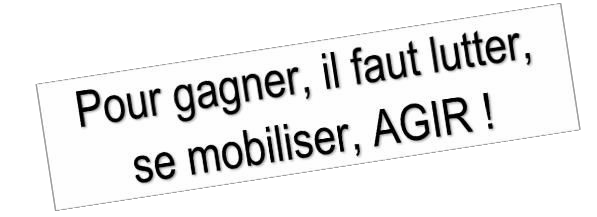 Pour gagner, il faut lutter,
se mobiliser, AGIR !